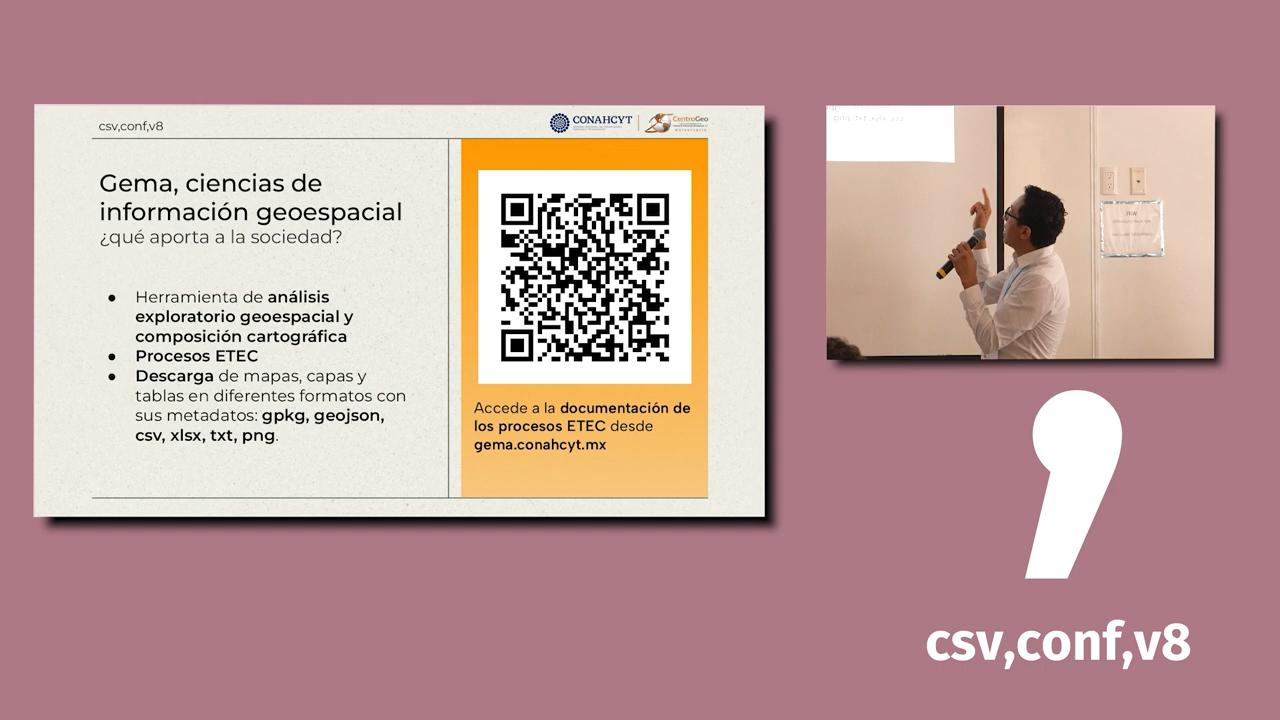 csv,conf,v8
CONAHCYT
CentroGeo
Aniversario
Gema, ciencias de
información geoespacial
¿qué aporta a la sociedad?
● Herramienta de análisis
exploratorio geoespacial y
composición cartográfica
● Procesos ETEC
● Descarga de mapas, capas y
tablas en diferentes formatos con
sus metadatos: gpkg, geojson,
csv, xlsx, txt, png.
Accede a la documentación de
los procesos ETEC desde
gema.conahcyt.mx
csv,conf,v8